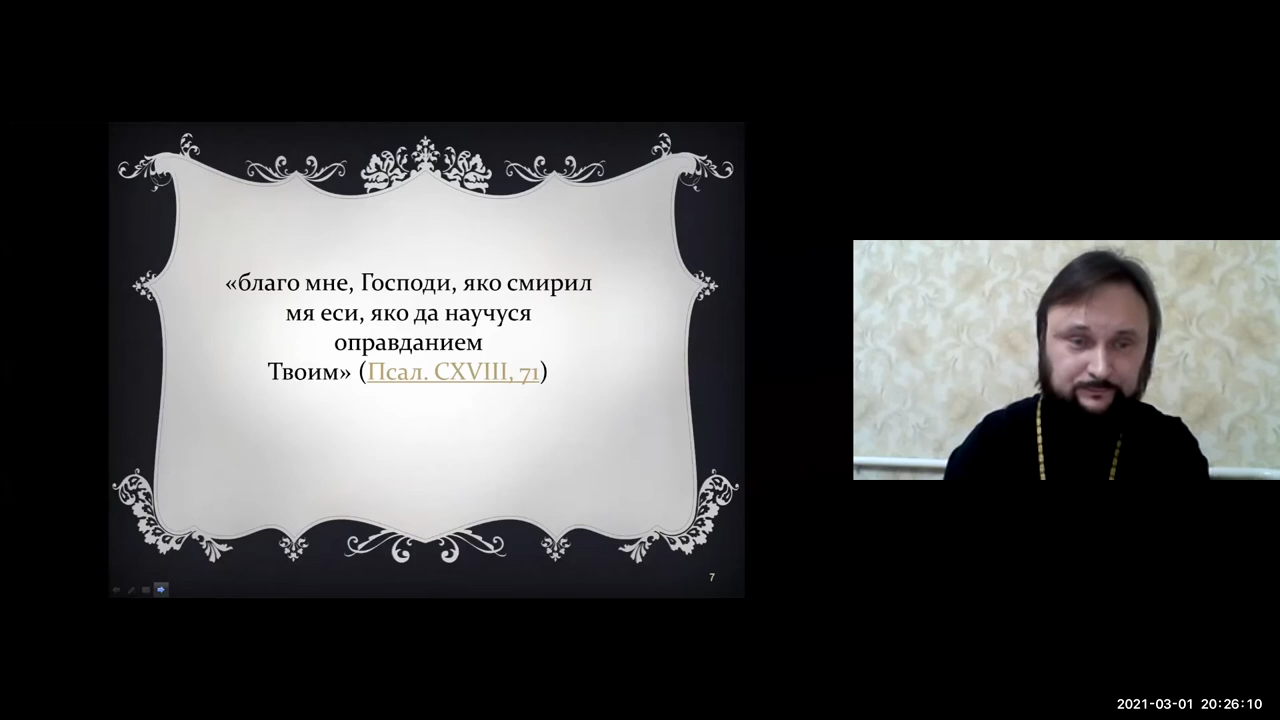 «благо мне, Господи, яко смирил
мя еси, яко да научуся
оправданием
Твоим» (Псал. CXVIII, 71)
7
2021-03-01 20:26:10